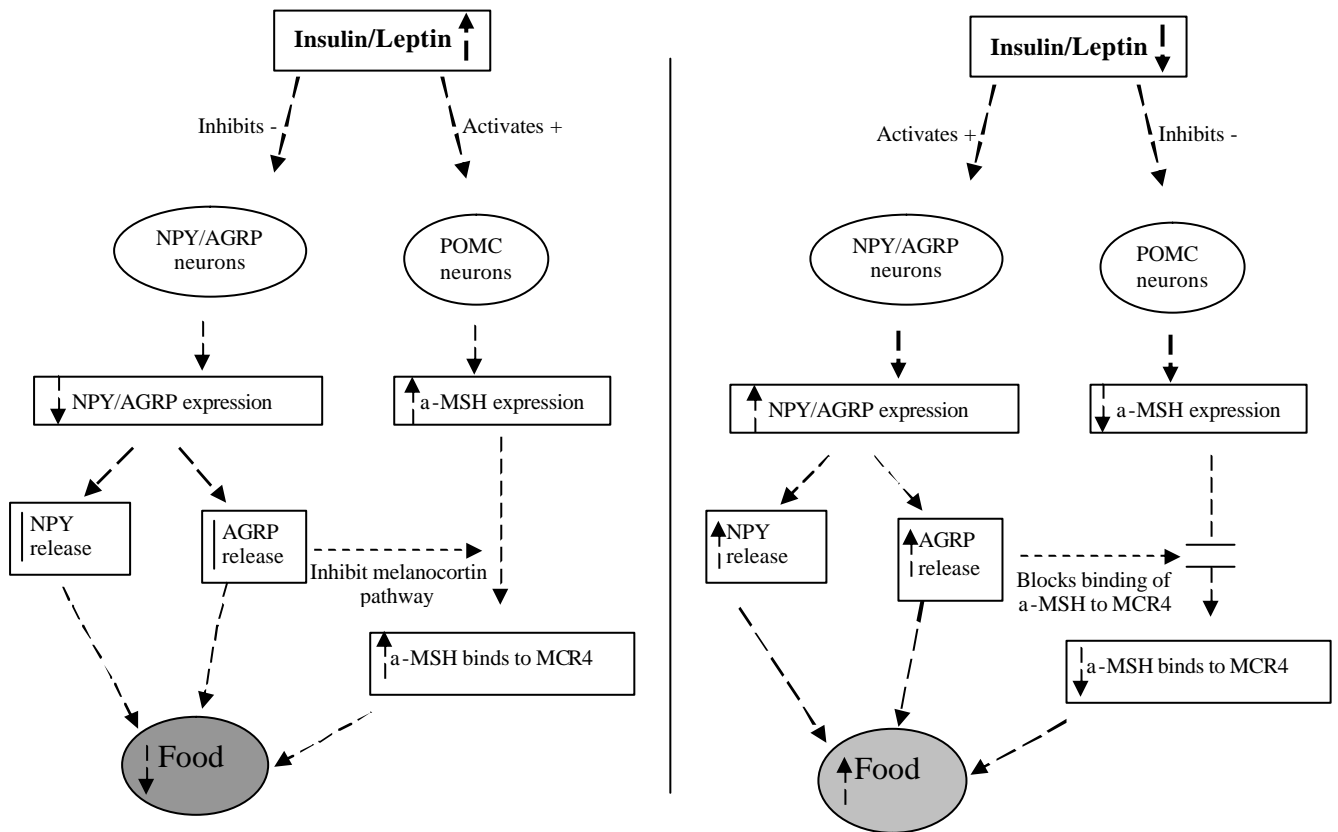 Insulin/Leptin
Inhibits -
Activates +
NPY/AGRP
neurons
POMC
neurons
NPY/AGRP expression
a-MSH expression
NPY
release
AGRP
release
Inhibit melanocortin
pathway
a-MSH binds to MCR4
Food
Insulin/Leptin
Activates +
Inhibits -
NPY/AGRP
neurons
POMC
neurons
NPY/AGRP expression
a-MSH expression
NPY
release
AGRP
release
Blocks binding of
a-MSH to MCR4
a-MSH binds to MCR4
Food